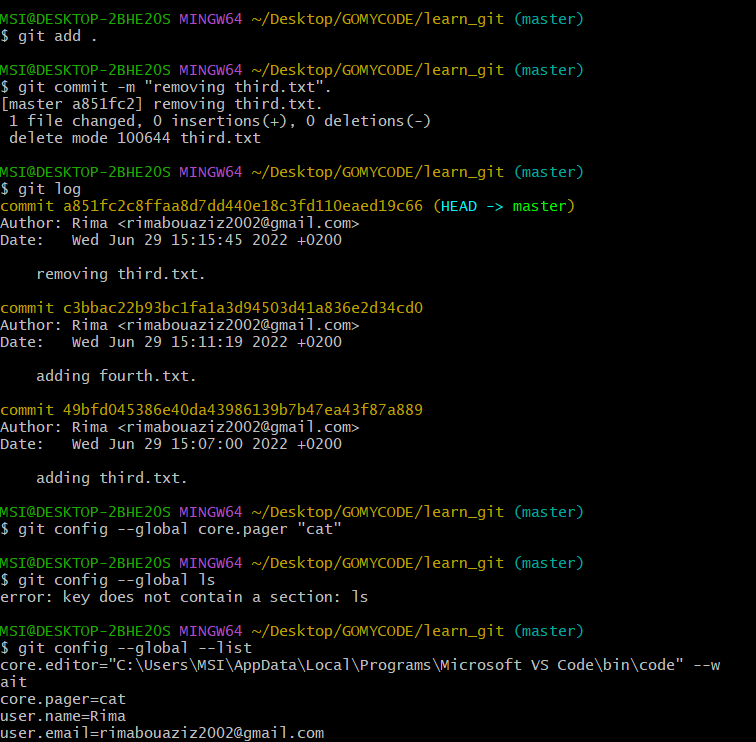 MSI@DESKTOP-2BHE2OS MINGW64 ~/Desktop/GOMYCODE/learn_git (master)
$ git add .
MSI@DESKTOP-2BHE2OS MINGW64 ~/Desktop/GOMYCODE/learn_git (master)
$ git commit -m "removing third.txt".
[master a851fc2] removing third.txt.
 1 file changed, 0 insertions(+), 0 deletions(-)
 delete mode 100644 third.txt
MSI@DESKTOP-2BHE2OS MINGW64 ~/Desktop/GOMYCODE/learn_git (master)
$ git log
commit a851fc2c8ffaa8d7dd440e18c3fd110eaed19c66 (HEAD -> master)
Author: Rima <rimabouaziz2002@gmail.com>
Date:   Wed Jun 29 15:15:45 2022 +0200
    removing third.txt.
commit c3bbac22b93bc1fa1a3d94503d41a836e2d34cd0
Author: Rima <rimabouaziz2002@gmail.com>
Date:   Wed Jun 29 15:11:19 2022 +0200
    adding fourth.txt.
commit 49bfd045386e40da43986139b7b47ea43f87a889
Author: Rima <rimabouaziz2002@gmail.com>
Date:   Wed Jun 29 15:07:00 2022 +0200
    adding third.txt.
MSI@DESKTOP-2BHE2OS MINGW64 ~/Desktop/GOMYCODE/learn_git (master)
$ git config --global core.pager "cat"
MSI@DESKTOP-2BHE2OS MINGW64 ~/Desktop/GOMYCODE/learn_git (master)
$ git config --global ls
error: key does not contain a section: ls
MSI@DESKTOP-2BHE2OS MINGW64 ~/Desktop/GOMYCODE/learn_git (master)
$ git config --global --list
core.editor="C:\Users\MSI\AppData\Local\Programs\Microsoft VS Code\bin\code" --w
ait
core.pager=cat
user.name=Rima
user.email=rimabouaziz2002@gmail.com